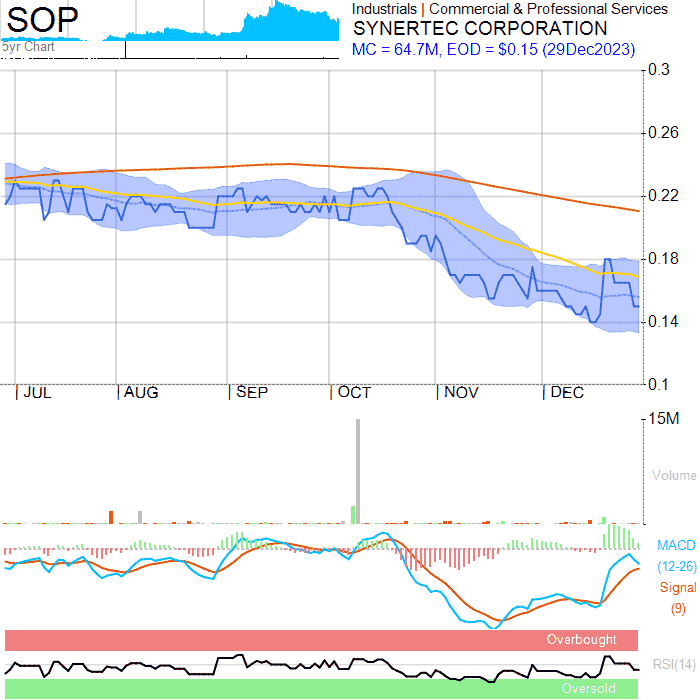 SOP
5yr Chart
Industrials | Commercial & Professional Services
SYNERTEC CORPORATION
MC = 64.7M, EOD = $0.15 (29Dec2023)
0.3
0.26
0.22
0.18
0.14
0.1
JUL AUG SEP OCT NOV DEC
15M
Volume
MACD
(12-26)
Signal
(9)
Overbought
RSI(14)
Oversold